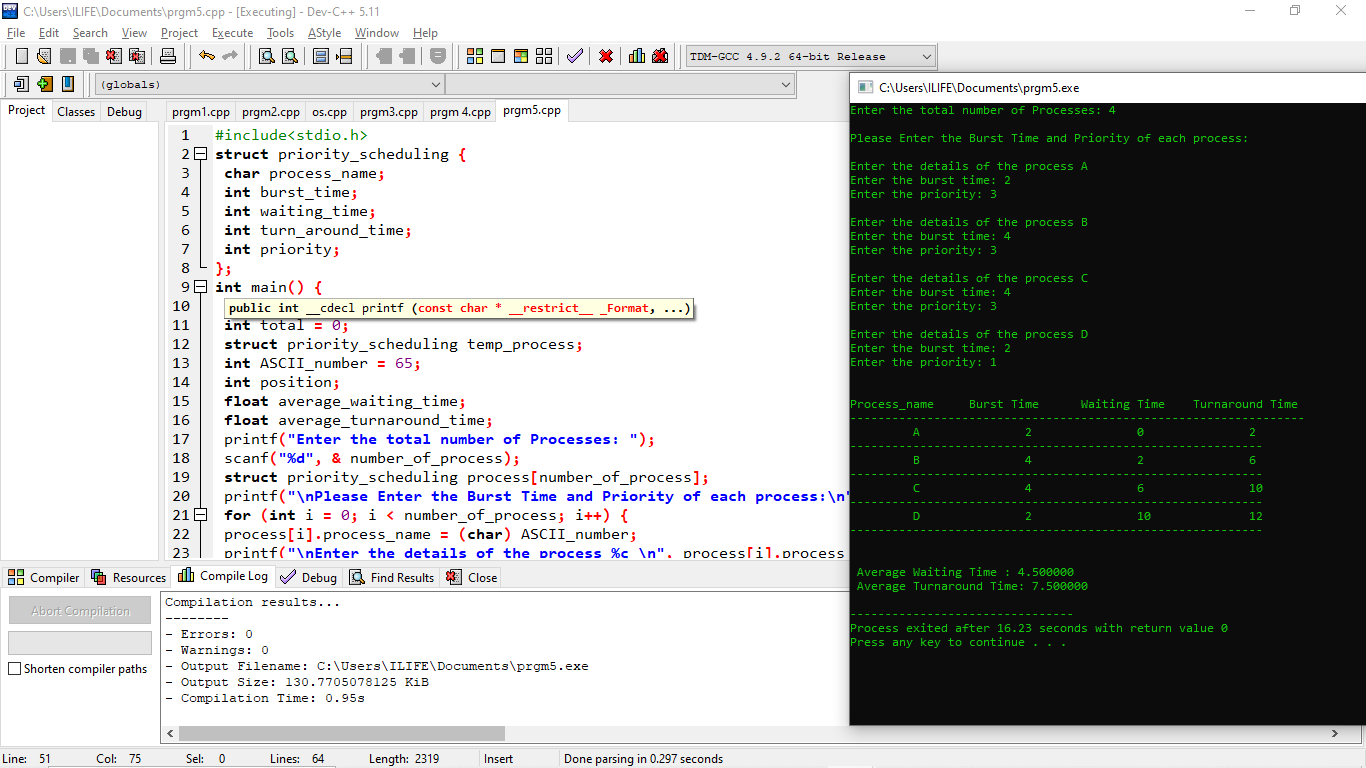 C:\Users\ILIFE\Documents\prgm5.cpp - [Executing] - Dev-C++ 5.11
File Edit Search View Project Execute Tools AStyle Window Help
TDM-GCC 4.9.2 64-bit Release
(globals)
Project Classes Debug
prgm1.cpp prgm2.cpp os.cpp prgm3.cpp prgm 4.cpp prgm5.cpp
1 #include<stdio.h>
2 struct priority_scheduling {
3 char process_name;
4 int burst_time;
5 int waiting_time;
6 int turn_around_time;
7 int priority;
8 };
9 int main() {
10
public int __cdecl printf (const char * __restrict__ _Format, ...)
11 int total = 0;
12 struct priority_scheduling temp_process;
13 int ASCII_number = 65;
14 int position;
15 float average_waiting_time;
16 float average_turnaround_time;
17 printf("Enter the total number of Processes: ");
18 scanf("%d", & number_of_process);
19 struct priority_scheduling process[number_of_process];
20 printf("\nPlease Enter the Burst Time and Priority of each process:\n"
21 for (int i = 0; i < number_of_process; i++) {
22 process[i].process_name = (char) ASCII_number;
23 printf("\nEnter the details of the process %c \n", process[i].process
Compiler Resources Compile Log Debug Find Results Close
Abort Compilation
Shorten compiler paths
Compilation results...
--------
- Errors: 0
- Warnings: 0
- Output Filename: C:\Users\ILIFE\Documents\prgm5.exe
- Output Size: 130.7705078125 KiB
- Compilation Time: 0.95s
Line: 51 Col: 75 Sel: 0 Lines: 64 Length: 2319 Insert Done parsing in 0.297 seconds
C:\Users\ILIFE\Documents\prgm5.exe
Enter the total number of Processes: 4
Please Enter the Burst Time and Priority of each process:
Enter the details of the process A
Enter the burst time: 2
Enter the priority: 3
Enter the details of the process B
Enter the burst time: 4
Enter the priority: 3
Enter the details of the process C
Enter the burst time: 4
Enter the priority: 3
Enter the details of the process D
Enter the burst time: 2
Enter the priority: 1
Process_name Burst Time Waiting Time Turnaround Time
-----------------------------------------------------------------
A 2 0 2
-----------------------------------------------------------
B 4 2 6
-----------------------------------------------------------
C 4 6 10
-----------------------------------------------------------
D 2 10 12
-----------------------------------------------------------
Average Waiting Time : 4.500000
Average Turnaround Time: 7.500000
--------------------------------
Process exited after 16.23 seconds with return value 0
Press any key to continue . . .